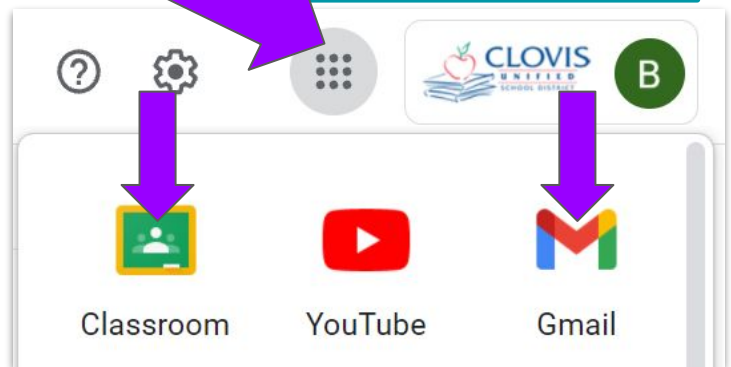 CLOVIS
UNIFIED
SCHOOL DISTRICT
B
Classroom YouTube Gmail